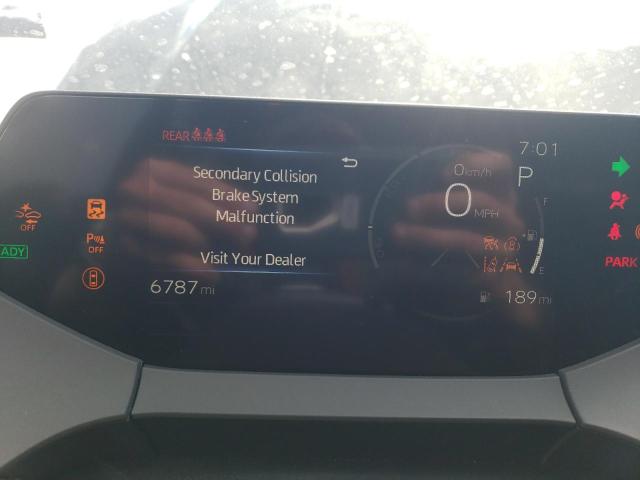 REAR
7:01
Secondary Collision
Brake System
Malfunction
Visit Your Dealer
0 km/h
P
0 MPH
F
E
OFF
P
OFF
READY
PARK
6787 mi
189 mi